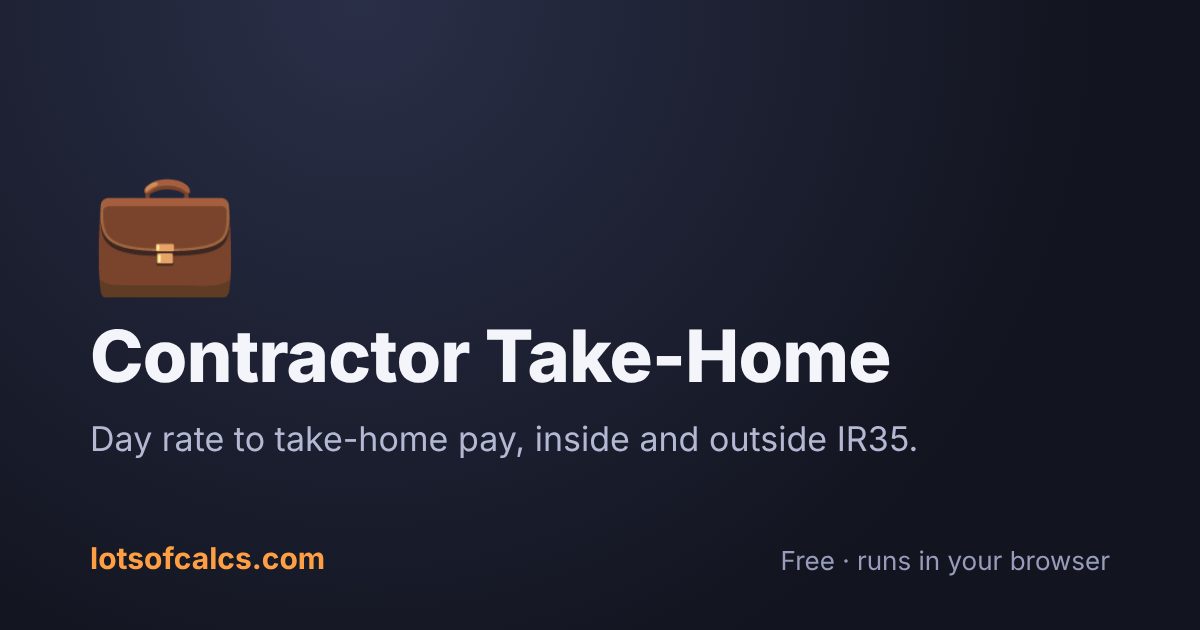 Contractor Take-Home
Day rate to take-home pay, inside and outside IR35.
lotsofcalcs.com
Free · runs in your browser